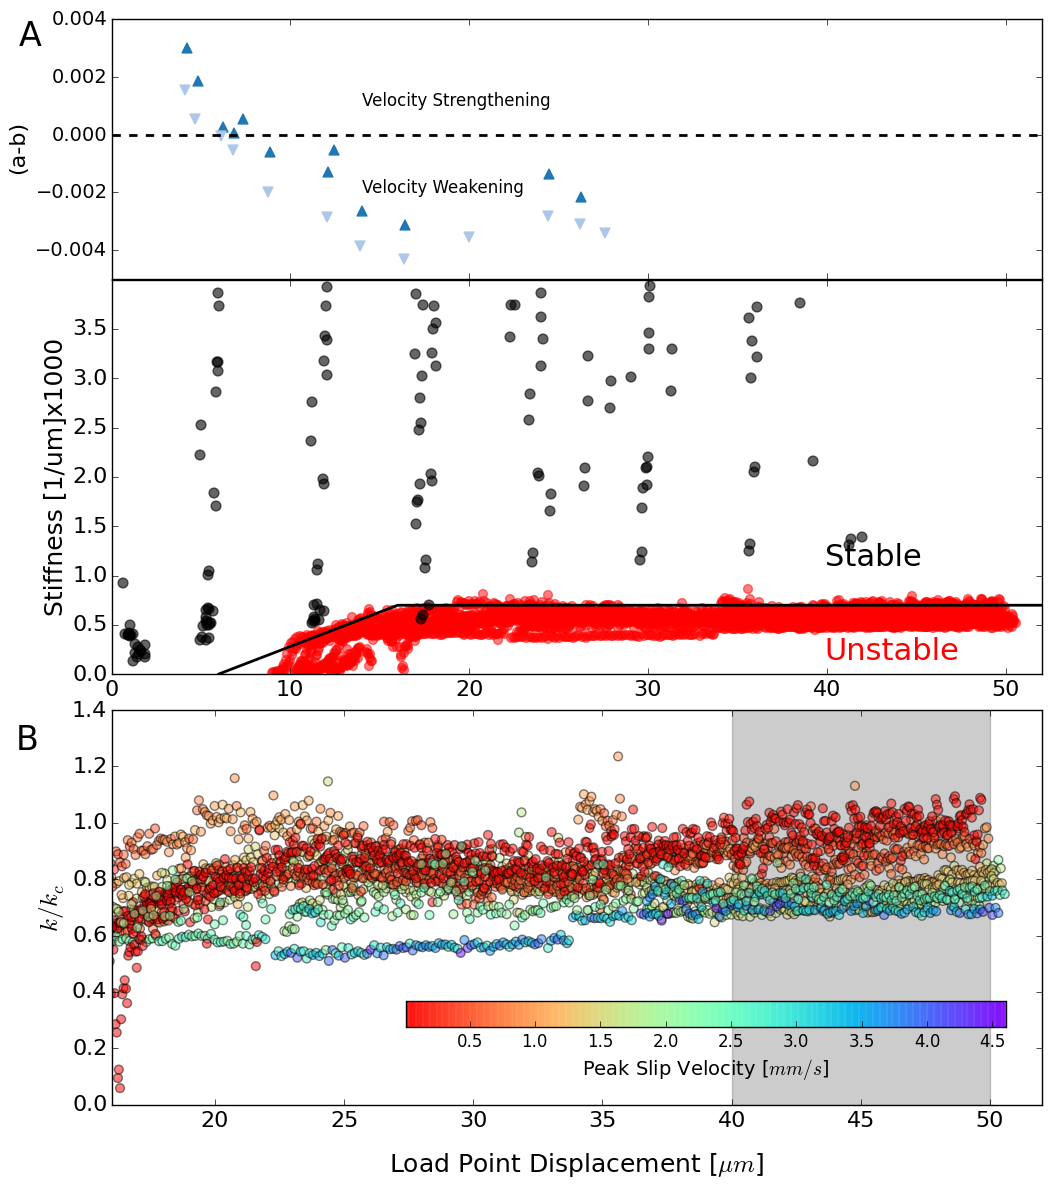 A
0.004
0.002
0.000
−0.002
−0.004
(a-b)
Velocity Strengthening
Velocity Weakening
3.5
3.0
2.5
2.0
1.5
1.0
0.5
0.0
Stiffness [1/um]x1000
Stable
Unstable
0 10 20 30 40 50
B
1.4
1.2
1.0
0.8
0.6
0.4
0.2
0.0
k/k_c
0.5 1.0 1.5 2.0 2.5 3.0 3.5 4.0 4.5
Peak Slip Velocity [mm/s]
20 25 30 35 40 45 50
Load Point Displacement [μm]